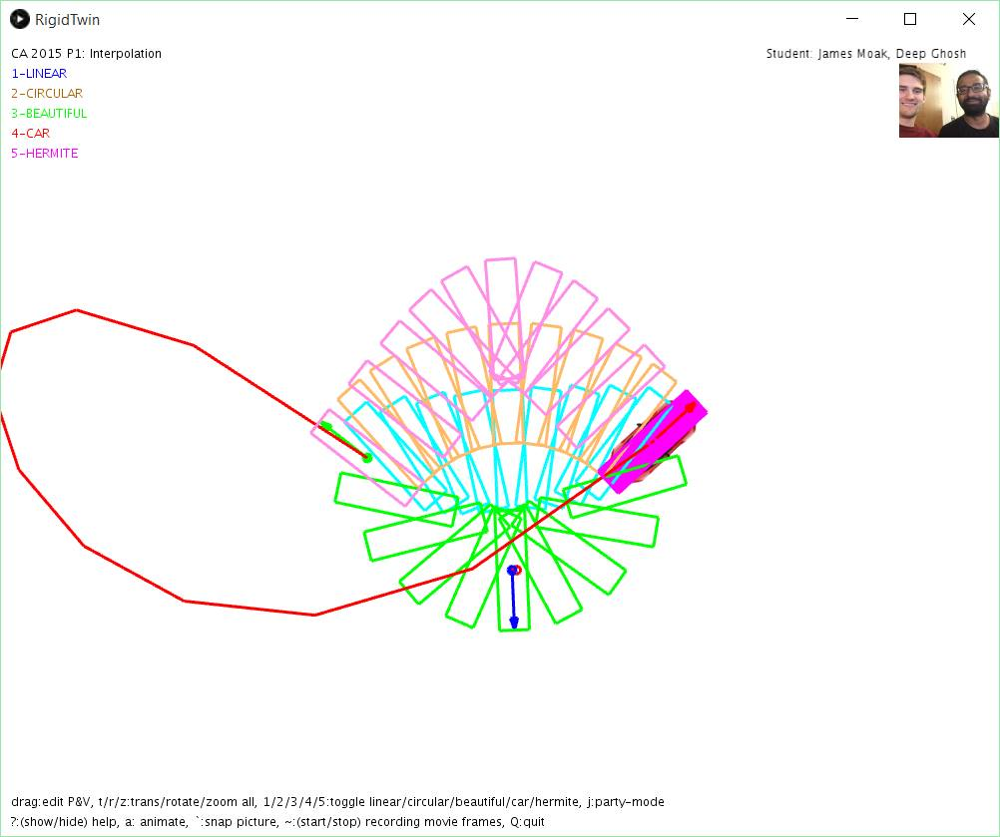 RigidTwin
CA 2015 P1: Interpolation
Student: James Moak, Deep Ghosh
1-LINEAR
2-CIRCULAR
3-BEAUTIFUL
4-CAR
5-HERMITE
drag:edit P&V, t/r/z:trans/rotate/zoom all, 1/2/3/4/5:toggle linear/circular/beautiful/car/hermite, j:party-mode
?:(show/hide) help, a: animate, `:snap picture, ~:(start/stop) recording movie frames, Q:quit